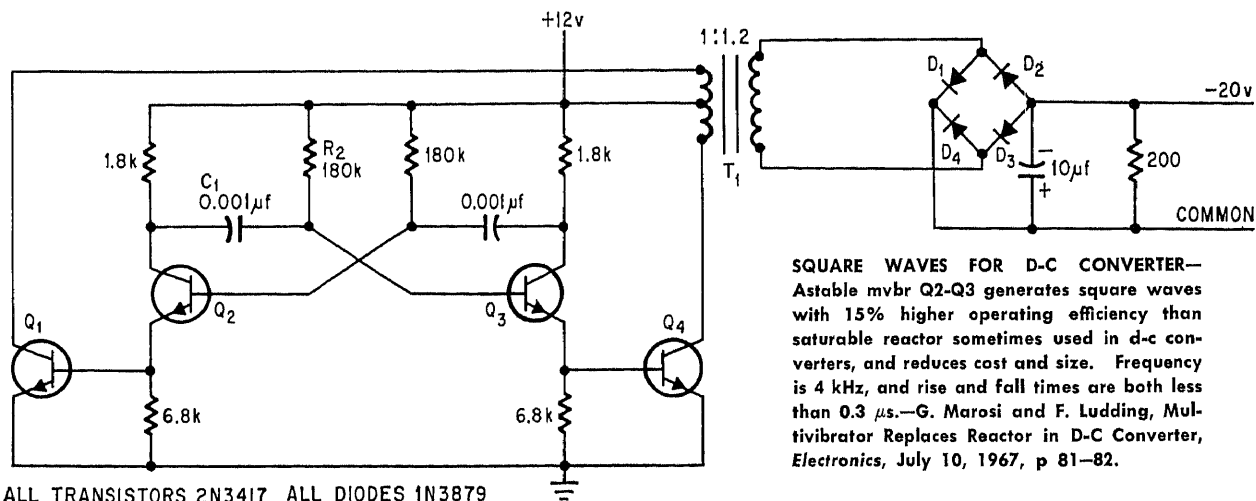 +12v
1:1.2
D1
D2
-20v
1.8k
R2
180k
180k
1.8k
D4
D3
T1
10µf
200
C1
0.001µf
0.001µf
COMMON
Q1
Q2
Q3
Q4
6.8k
6.8k
ALL TRANSISTORS 2N3417 ALL DIODES 1N3879
SQUARE WAVES FOR D-C CONVERTER—
Astable mvbr Q2-Q3 generates square waves
with 15% higher operating efficiency than
saturable reactor sometimes used in d-c con-
verters, and reduces cost and size. Frequency
is 4 kHz, and rise and fall times are both less
than 0.3 µs.—G. Marosi and F. Ludding, Mul-
tivibrator Replaces Reactor in D-C Converter,
Electronics, July 10, 1967, p 81–82.